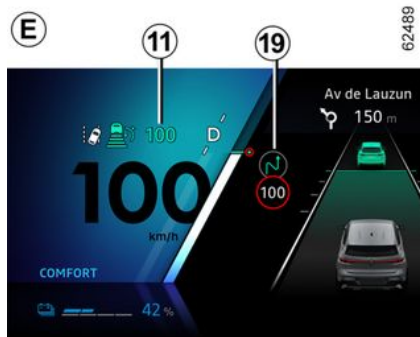 E
11
19
62489
Av de Lauzun
150 m
100
D
100
km/h
100
COMFORT
42 %